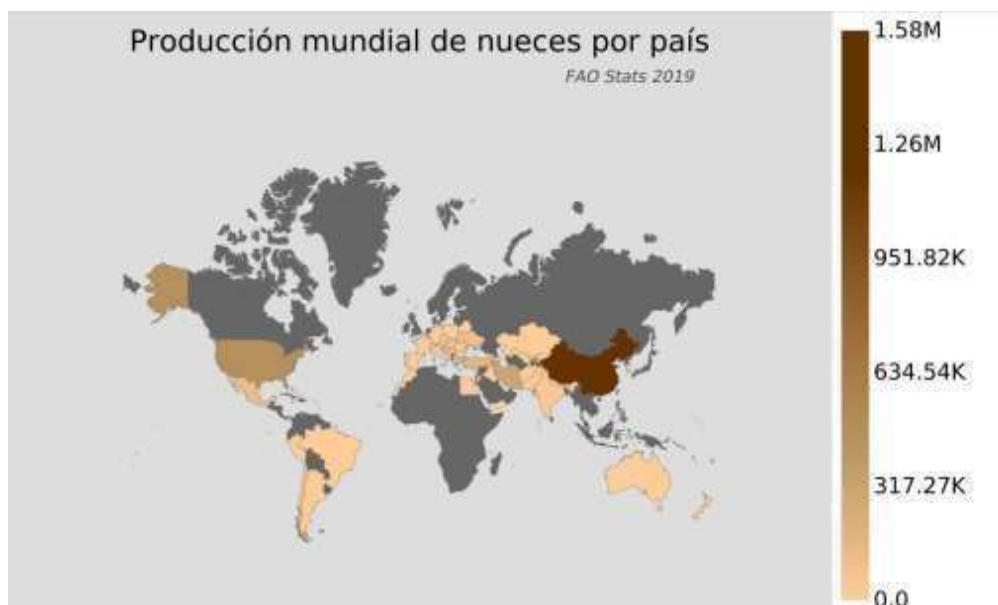 Producción mundial de nueces por país
FAO Stats 2019
1.58M
1.26M
951.82K
634.54K
317.27K
0.0